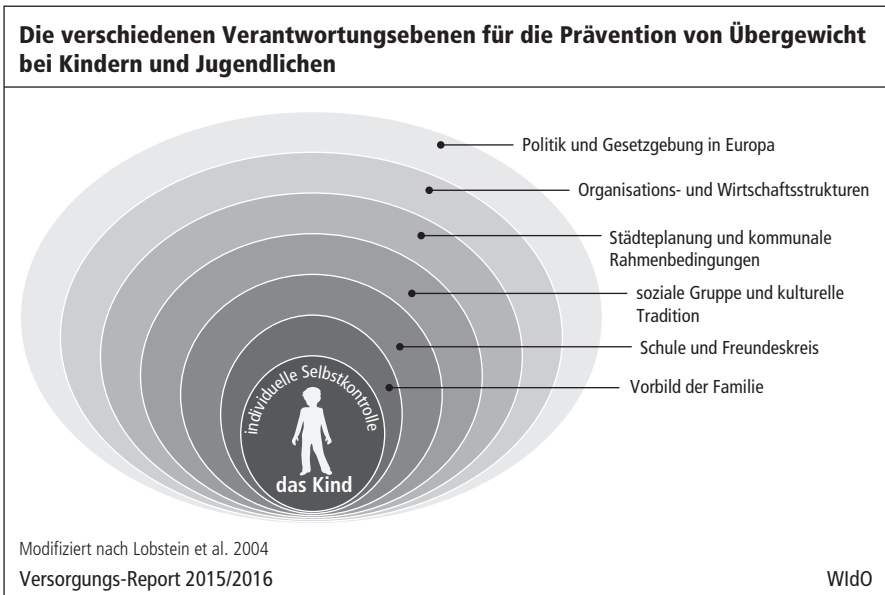 Die verschiedenen Verantwortungsebenen für die Prävention von Übergewicht
bei Kindern und Jugendlichen
Politik und Gesetzgebung in Europa
Organisations- und Wirtschaftsstrukturen
Städteplanung und kommunale
Rahmenbedingungen
soziale Gruppe und kulturelle
Tradition
Schule und Freundeskreis
Vorbild der Familie
individuelle Selbstkontrolle
das Kind
Modifiziert nach Lobstein et al. 2004
Versorgungs-Report 2015/2016 WIdO